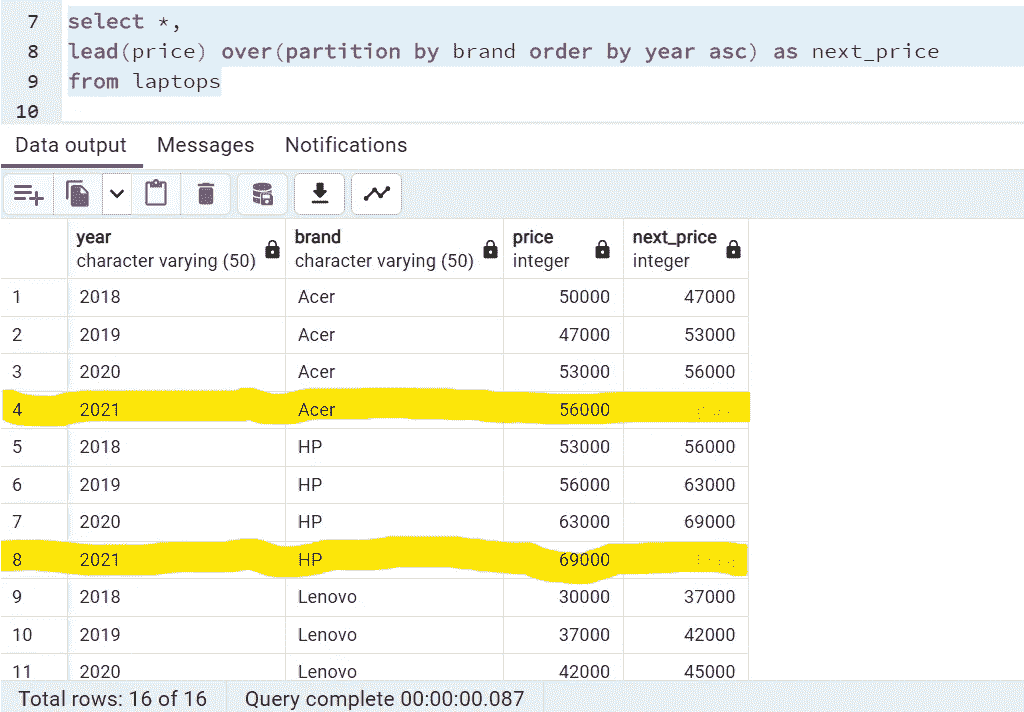 7 select *,
8 lead(price) over(partition by brand order by year asc) as next_price
9 from laptops
10
Data output Messages Notifications
year brand price next_price
character varying (50) character varying (50) integer integer
1 2018 Acer 50000 47000
2 2019 Acer 47000 53000
3 2020 Acer 53000 56000
4 2021 Acer 56000
5 2018 HP 53000 56000
6 2019 HP 56000 63000
7 2020 HP 63000 69000
8 2021 HP 69000
9 2018 Lenovo 30000 37000
10 2019 Lenovo 37000 42000
11 2020 Lenovo 42000 45000
Total rows: 16 of 16 Query complete 00:00:00.087